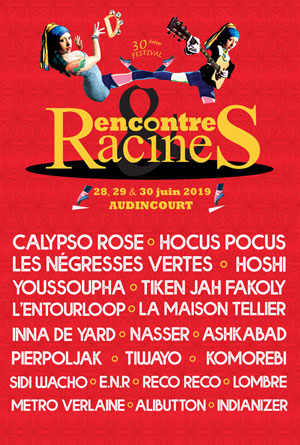 30ème
FESTIVAL
Rencontres
&
Racines
28, 29 & 30 juin 2019
AUDINCOURT
CALYPSO ROSE • HOCUS POCUS
LES NÉGRESSES VERTES • HOSHI
YOUSSOUPHA • TIKEN JAH FAKOLY
L'ENTOURLOOP • LA MAISON TELLIER
INNA DE YARD • NASSER • ASHKABAD
PIERPOLJAK • TIWAYO • KOMOREBI
SIDI WACHO • E.N.R • RECO RECO • LOMBRE
METRO VERLAINE • ALIBUTTON • INDIANIZER